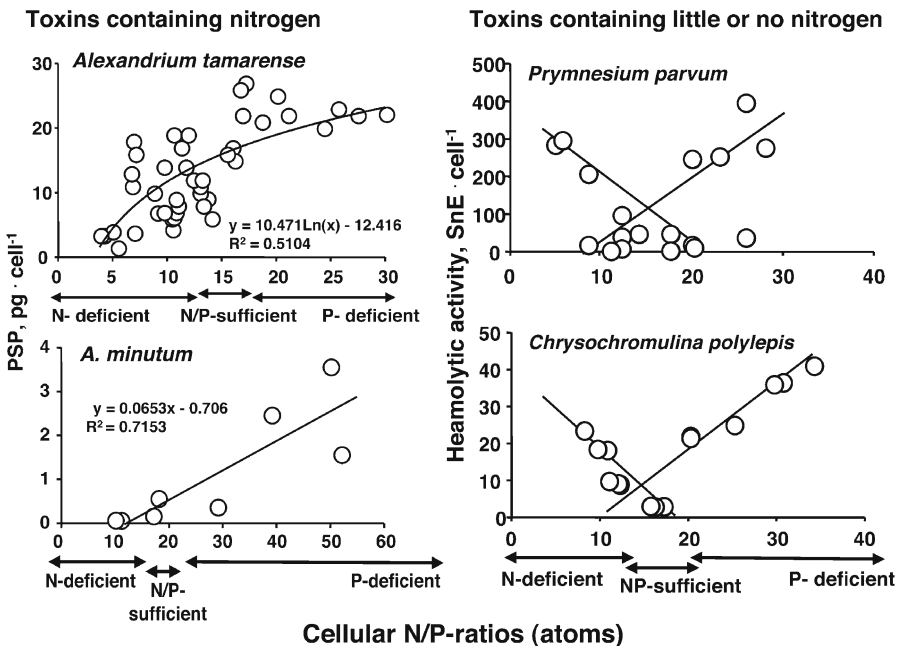 Toxins containing nitrogen
Toxins containing little or no nitrogen
PSP, pg · cell-1
Alexandrium tamarense
30
20
10
0
y = 10.471Ln(x) - 12.416
R2 = 0.5104
0 5 10 15 20 25 30
N- deficient N/P-sufficient P- deficient
A. minutum
4
3
2
1
0
y = 0.0653x - 0.706
R2 = 0.7153
0 10 20 30 40 50 60
N-deficient N/P- P-deficient
sufficient
Heamolytic activity, SnE · cell-1
Prymnesium parvum
500
400
300
200
100
0
0 10 20 30 40
Chrysochromulina polylepis
50
40
30
20
10
0
0 10 20 30 40
N-deficient NP-sufficient P- deficient
Cellular N/P-ratios (atoms)